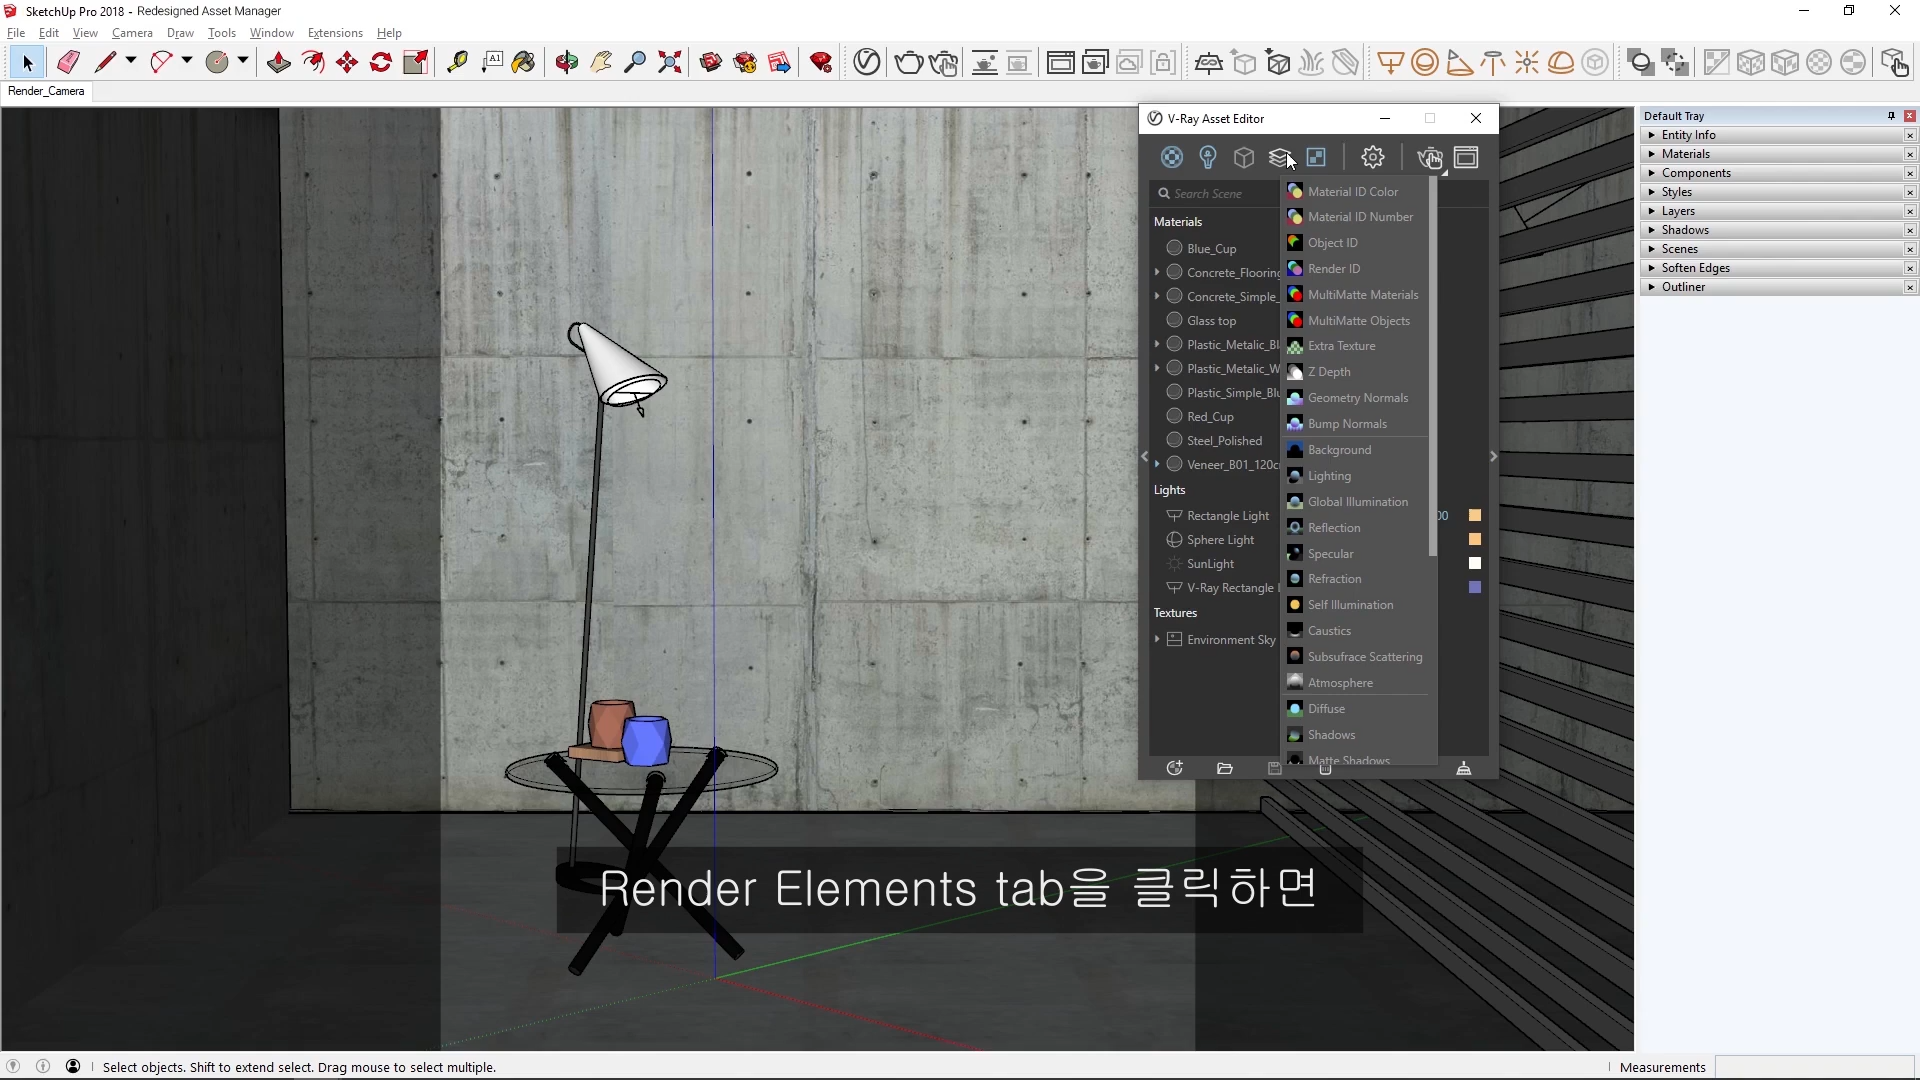 SketchUp Pro 2018 - Redesigned Asset Manager
File Edit View Camera Draw Tools Window Extensions Help
Render_Camera
V-Ray Asset Editor
Search Scene
Materials
Blue_Cup
Concrete_Flooring
Concrete_Simple_
Glass top
Plastic_Metalic_Bl
Plastic_Metalic_W
Plastic_Simple_Blu
Red_Cup
Steel_Polished
Veneer_B01_120c
Lights
Rectangle Light
00
Sphere Light
SunLight
V-Ray Rectangle L
Textures
Environment Sky
Material ID Color
Material ID Number
Object ID
Render ID
MultiMatte Materials
MultiMatte Objects
Extra Texture
Z Depth
Geometry Normals
Bump Normals
Background
Lighting
Global Illumination
Reflection
Specular
Refraction
Self Illumination
Caustics
Subsufrace Scattering
Atmosphere
Diffuse
Shadows
Matte Shadows
Default Tray
Entity Info
Materials
Components
Styles
Layers
Shadows
Scenes
Soften Edges
Outliner
Render Elements tab을 클릭하면
Select objects. Shift to extend select. Drag mouse to select multiple.
Measurements